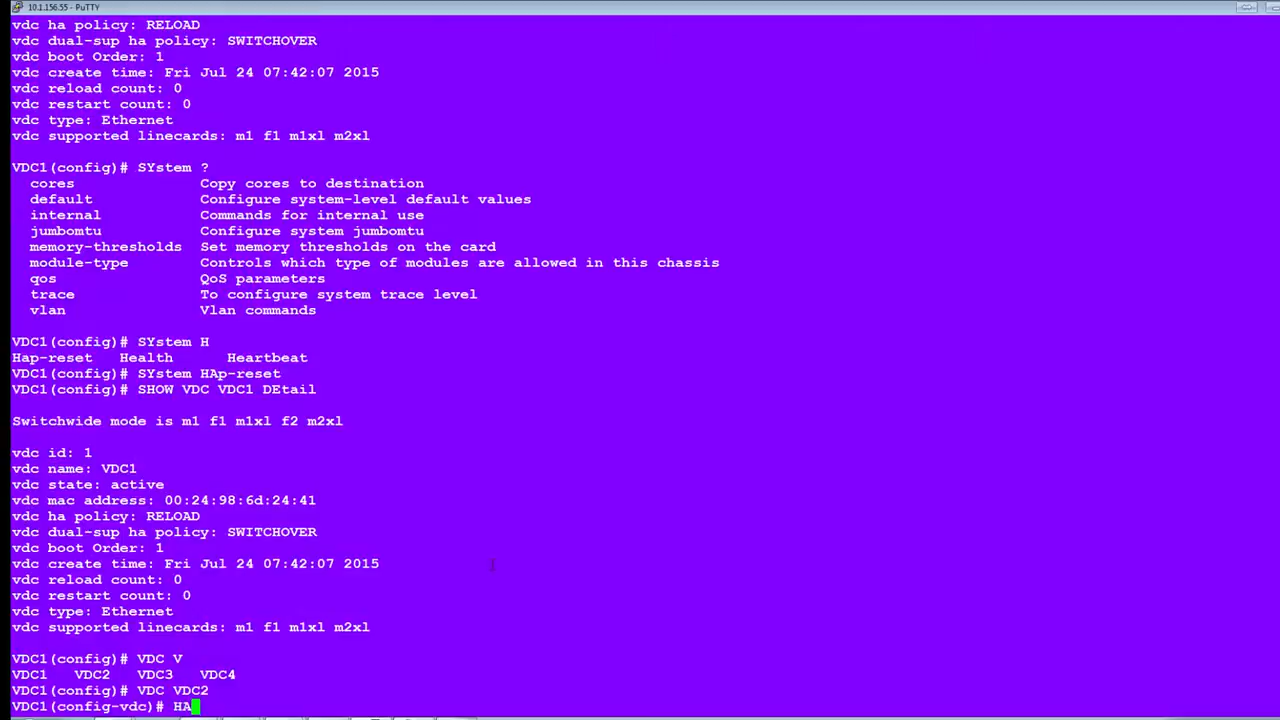 10.1.156.55 - PuTTY
vdc ha policy: RELOAD
vdc dual-sup ha policy: SWITCHOVER
vdc boot Order: 1
vdc create time: Fri Jul 24 07:42:07 2015
vdc reload count: 0
vdc restart count: 0
vdc type: Ethernet
vdc supported linecards: m1 f1 m1xl m2xl
VDC1(config)# SYstem ?
cores Copy cores to destination
default Configure system-level default values
internal Commands for internal use
jumbomtu Configure system jumbomtu
memory-thresholds Set memory thresholds on the card
module-type Controls which type of modules are allowed in this chassis
qos QoS parameters
trace To configure system trace level
vlan Vlan commands
VDC1(config)# SYstem H
Hap-reset Health Heartbeat
VDC1(config)# SYstem HAp-reset
VDC1(config)# SHOW VDC VDC1 DEtail
Switchwide mode is m1 f1 m1xl f2 m2xl
vdc id: 1
vdc name: VDC1
vdc state: active
vdc mac address: 00:24:98:6d:24:41
vdc ha policy: RELOAD
vdc dual-sup ha policy: SWITCHOVER
vdc boot Order: 1
vdc create time: Fri Jul 24 07:42:07 2015
vdc reload count: 0
vdc restart count: 0
vdc type: Ethernet
vdc supported linecards: m1 f1 m1xl m2xl
VDC1(config)# VDC V
VDC1 VDC2 VDC3 VDC4
VDC1(config)# VDC VDC2
VDC1(config-vdc)# HA